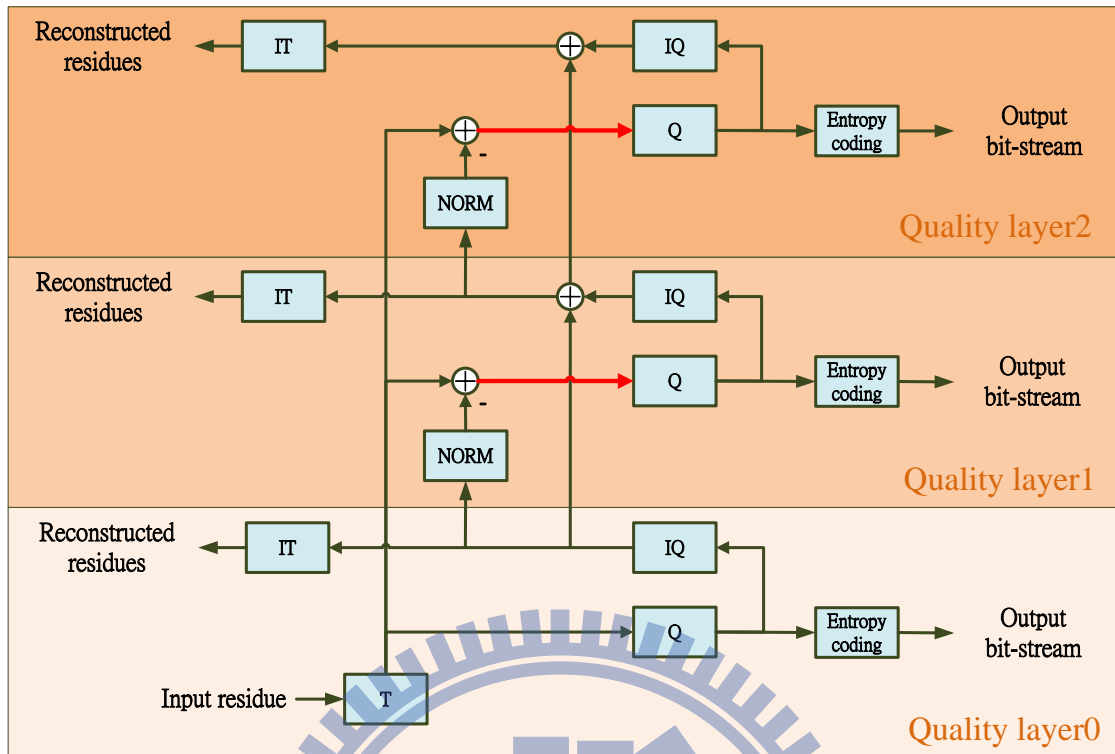 Reconstructed
residues
IT
IQ
Q
Entropy
coding
Output
bit-stream
-
NORM
Quality layer2
Reconstructed
residues
IT
IQ
Q
Entropy
coding
Output
bit-stream
-
NORM
Quality layer1
Reconstructed
residues
IT
IQ
Q
Entropy
coding
Output
bit-stream
Input residue
T
Quality layer0